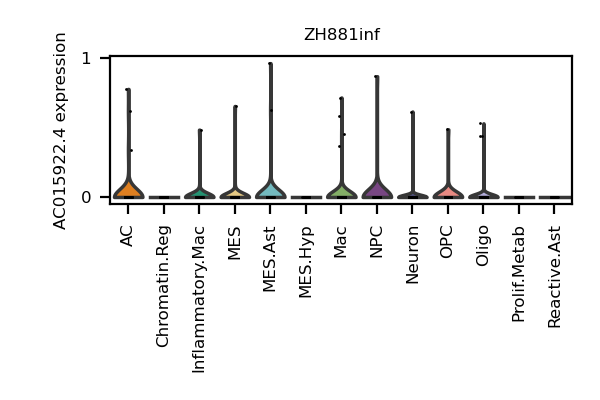 ZH881inf
AC015922.4 expression
1
0
AC
Chromatin.Reg
Inflammatory.Mac
MES
MES.Ast
MES.Hyp
Mac
NPC
Neuron
OPC
Oligo
Prolif.Metab
Reactive.Ast